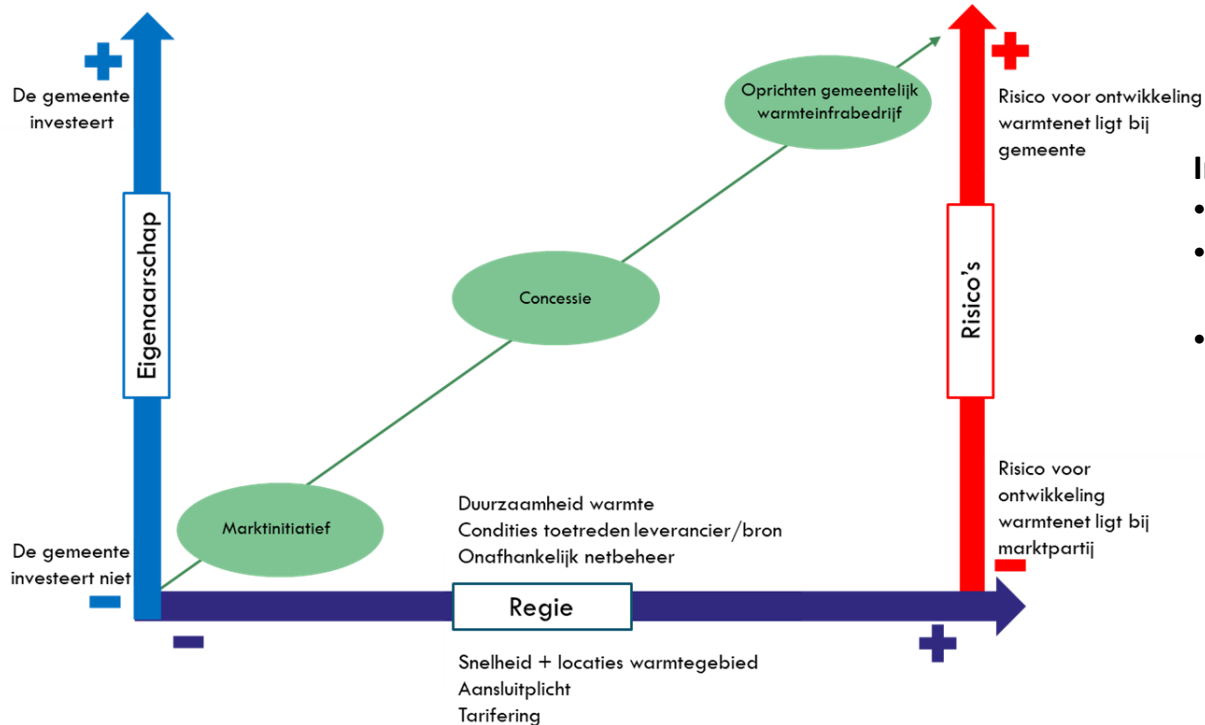 De gemeente
investeert
Eigenaarschap
De gemeente
investeert niet
Oprichten gemeentelijk
warmteinfrabedrijf
Concessie
Marktinitiatief
Risico voor ontwikkeling
warmtenet ligt bij
gemeente
Risico's
Risico voor
ontwikkeling
warmtenet ligt bij
marktpartij
Duurzaamheid warmte
Condities toetreden leverancier/bron
Onafhankelijk netbeheer
Regie
Snelheid + locaties warmtegebied
Aansluitplicht
Tarifering